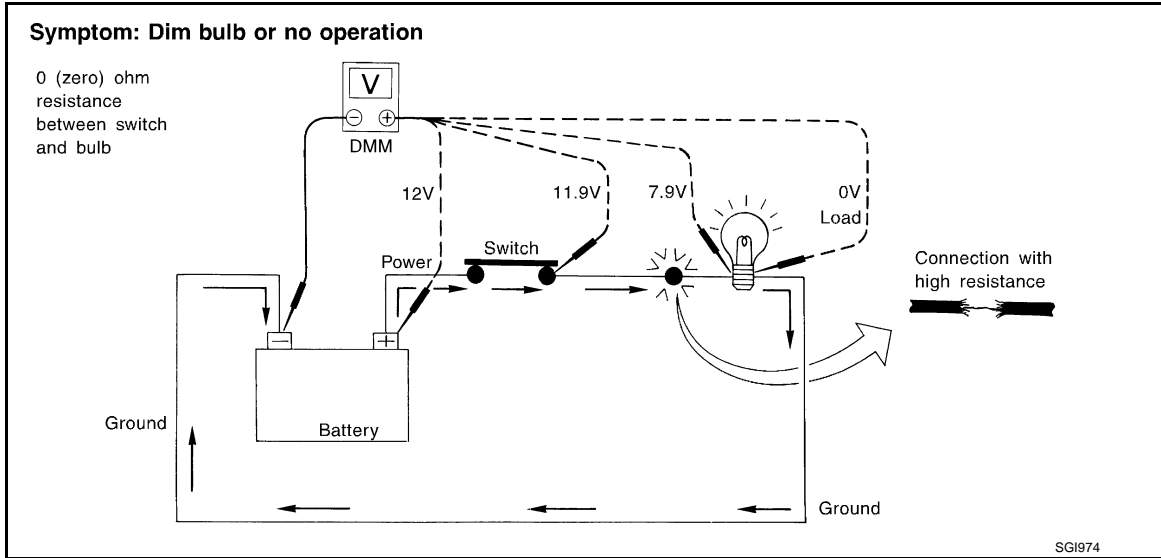 Symptom: Dim bulb or no operation
0 (zero) ohm
resistance
between switch
and bulb
V
− +
DMM
12V
11.9V
7.9V
0V
Load
Switch
Power
Connection with
high resistance
− +
Ground
Battery
Ground
SGI974